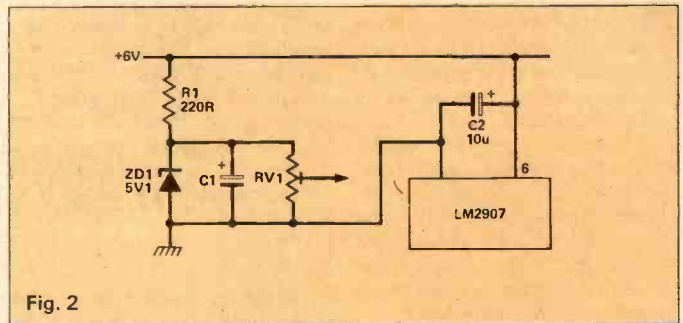 +6V
R1
220R
ZD1
5V1
C1
+
RV1
+
C2
10u
6
LM2907
Fig. 2